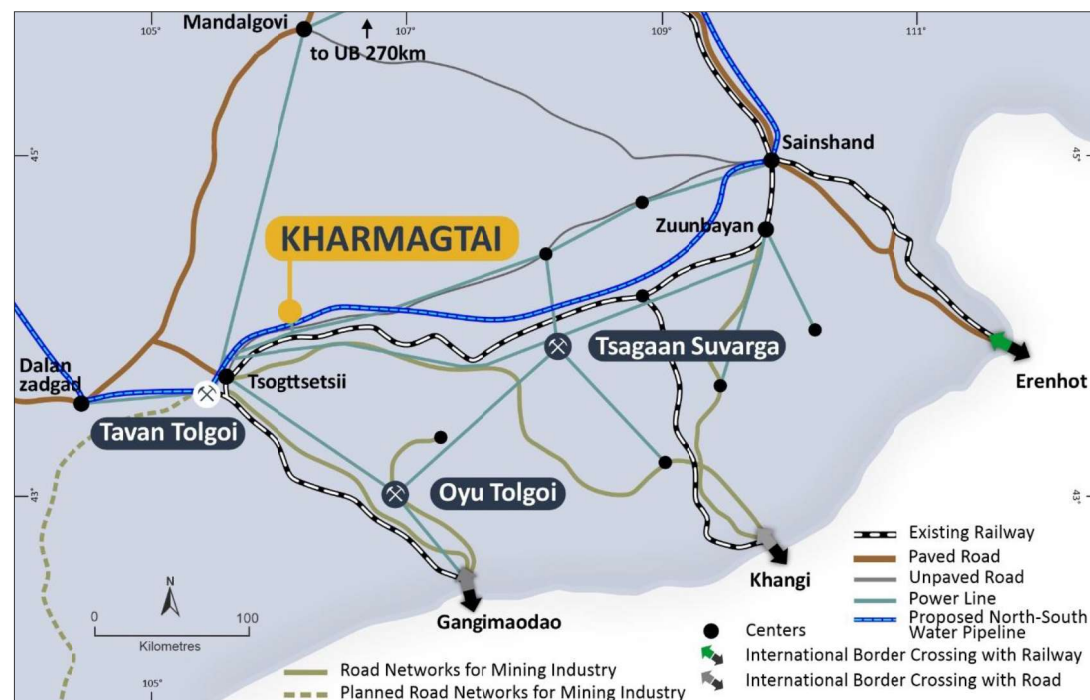 Mandalgovi
105°
107°
109°
111°
to UB 270km
45°
Sainshand
45°
KHARMAGTAI
Zuunbayan
Tsagaan Suvarga
Dalan
zadgad
Tsogttsetsii
Erenhot
Tavan Tolgoi
Oyu Tolgoi
43°
43°
N
0
100
Kilometres
Gangimaodao
Khangi
Existing Railway
Paved Road
Unpaved Road
Power Line
Proposed North-South
Water Pipeline
Centers
International Border Crossing with Railway
International Border Crossing with Road
Road Networks for Mining Industry
Planned Road Networks for Mining Industry
105°